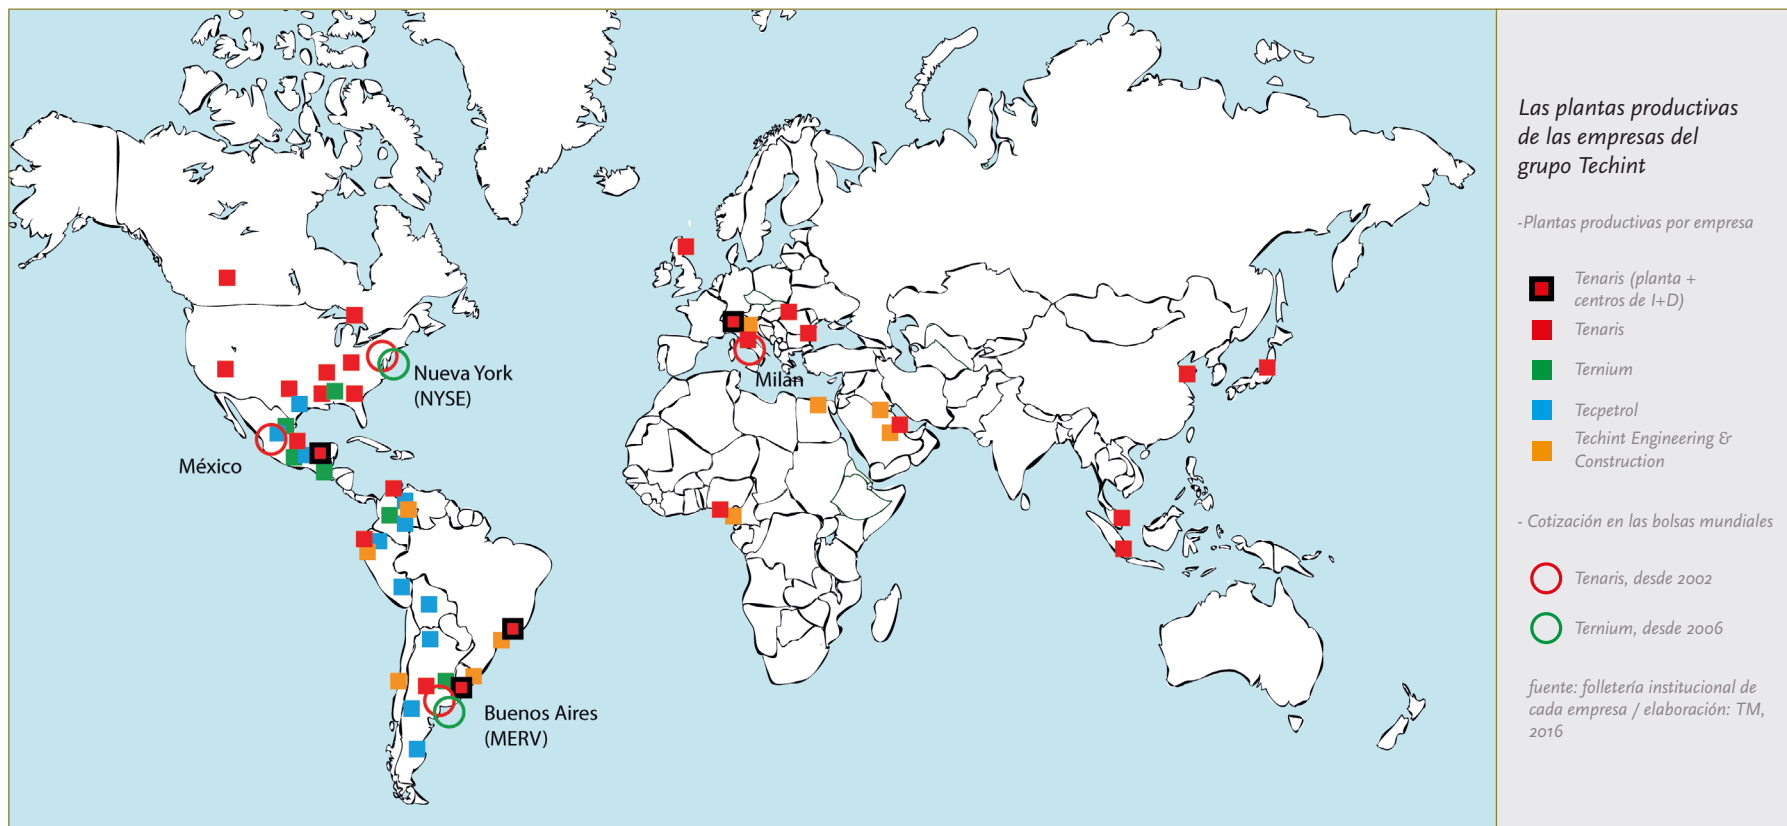 Las plantas productivas
de las empresas del
grupo Techint
-Plantas productivas por empresa
Tenaris (planta +
centros de I+D)
Tenaris
Ternium
Tecpetrol
Techint Engineering &
Construction
- Cotización en las bolsas mundiales
Tenaris, desde 2002
Ternium, desde 2006
fuente: folletería institucional de
cada empresa / elaboración: TM,
2016
Nueva York
(NYSE)
Milán
México
Buenos Aires
(MERV)